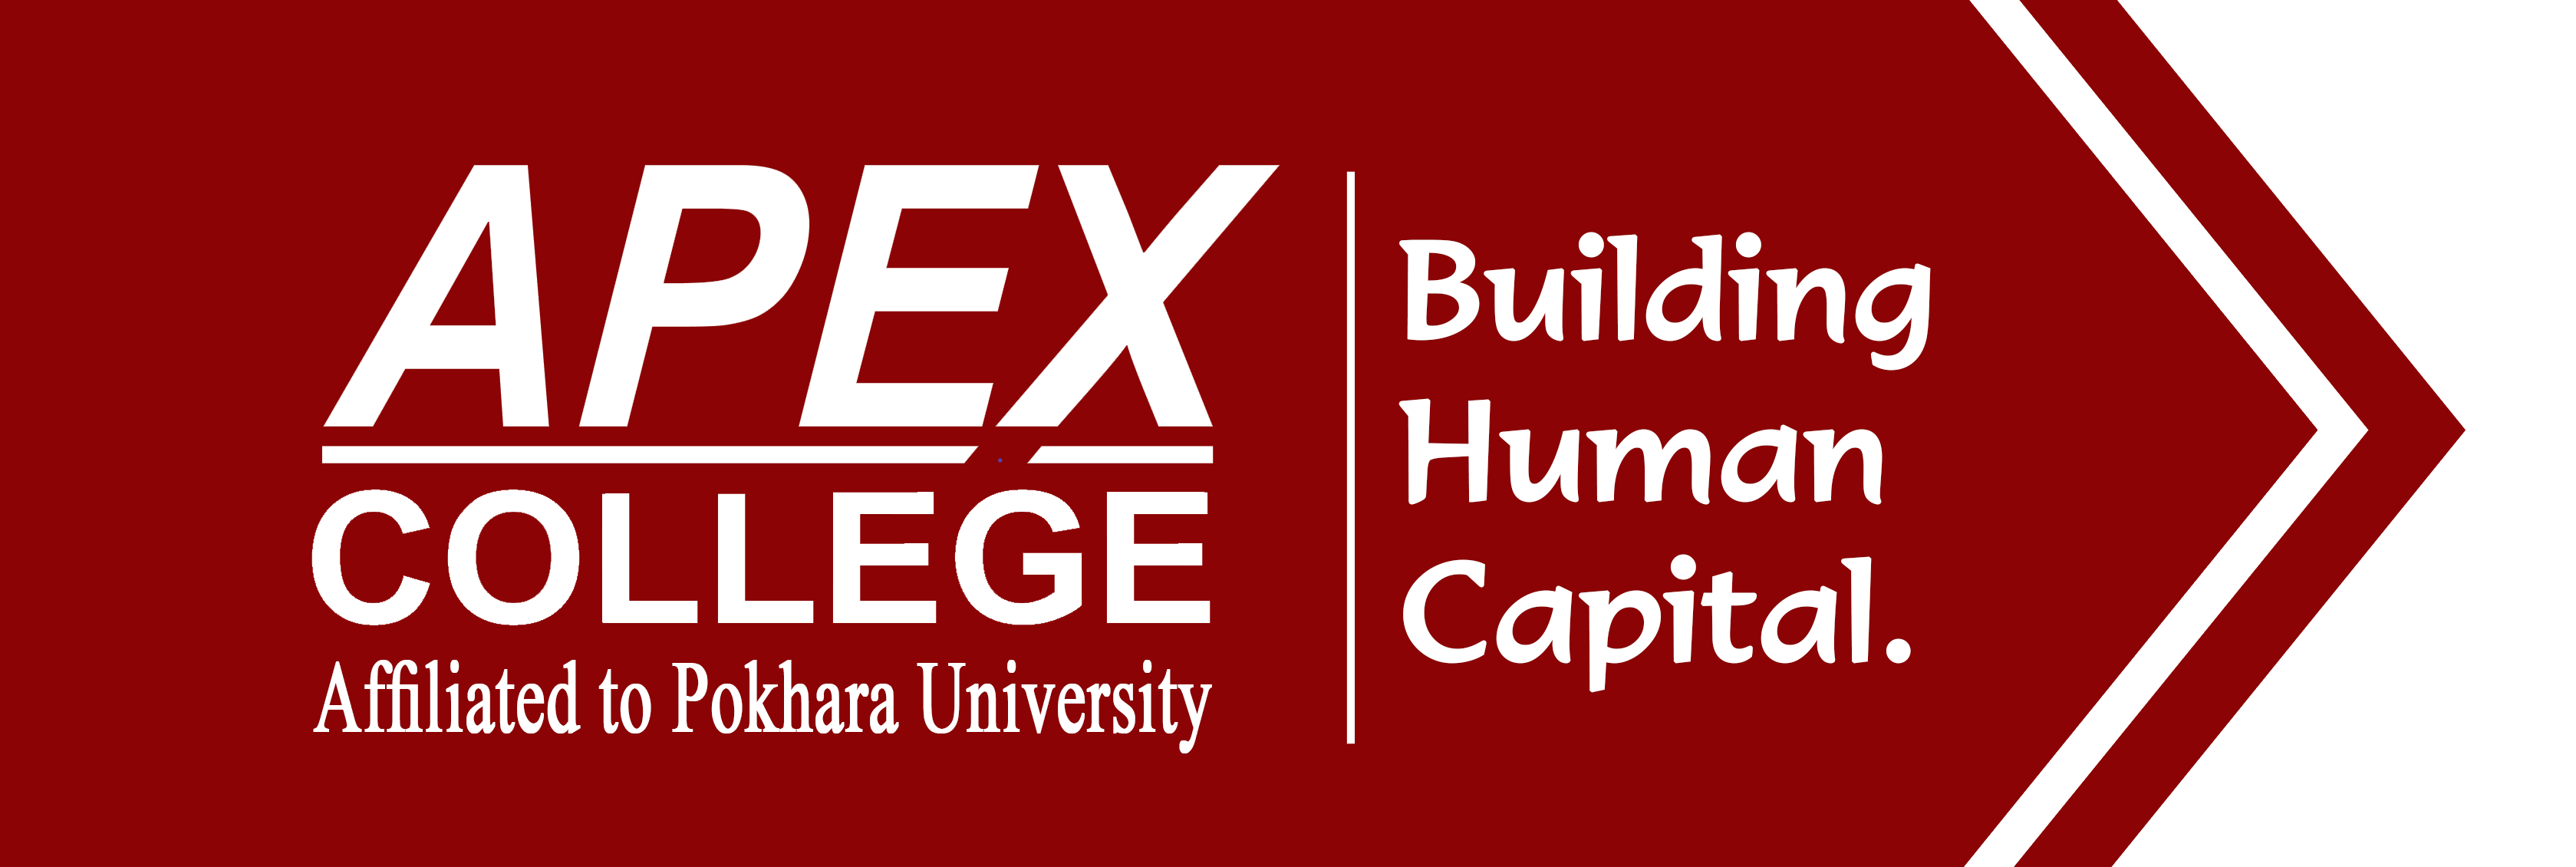 APEX
COLLEGE
Affiliated to Pokhara University
Building
Human
Capital.